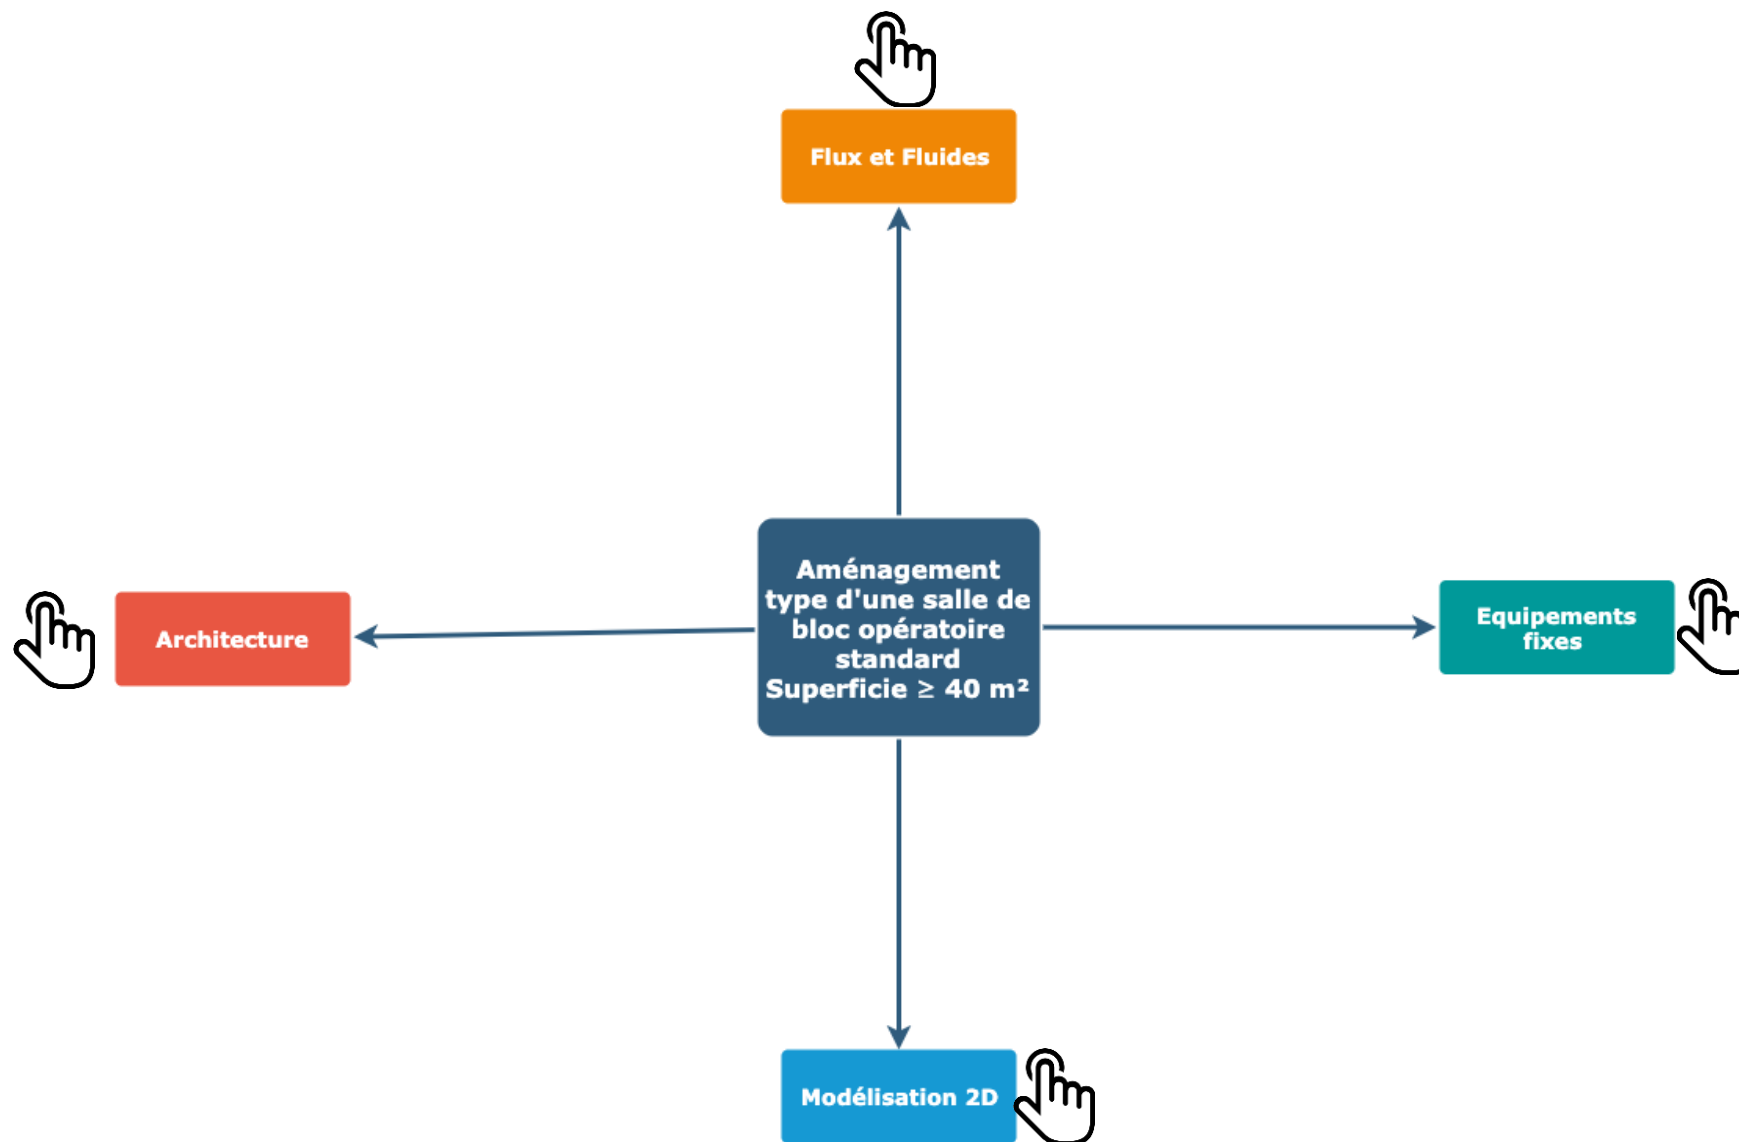 Flux et Fluides
Aménagement
type d'une salle de
bloc opératoire
standard
Superficie ≥ 40 m²
Architecture
Equipements
fixes
Modélisation 2D